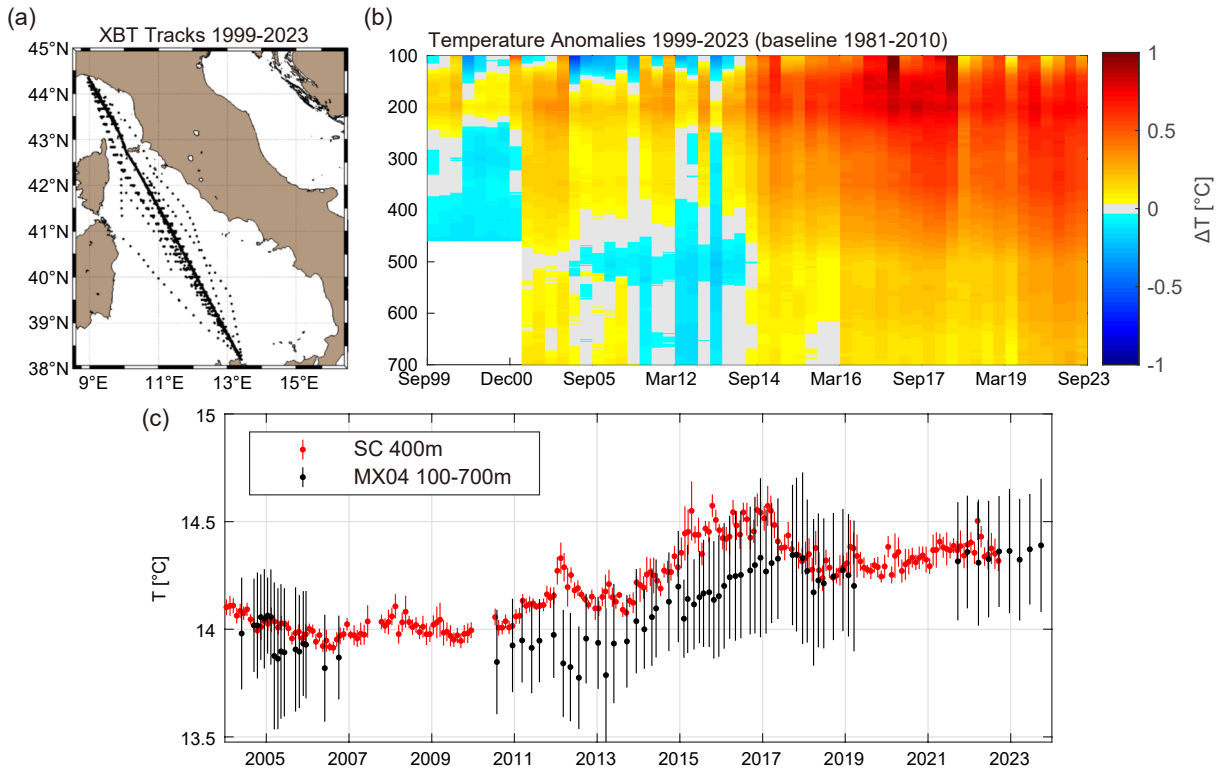 (a)
XBT Tracks 1999-2023
45°N
44°N
43°N
42°N
41°N
40°N
39°N
38°N
9°E 11°E 13°E 15°E
(b)
Temperature Anomalies 1999-2023 (baseline 1981-2010)
100
200
300
400
500
600
700
Sep99 Dec00 Sep05 Mar12 Sep14 Mar16 Sep17 Mar19 Sep23
1
0.5
0
-0.5
-1
ΔT [°C]
(c)
SC 400m
MX04 100-700m
15
14.5
14
13.5
T [°C]
2005 2007 2009 2011 2013 2015 2017 2019 2021 2023